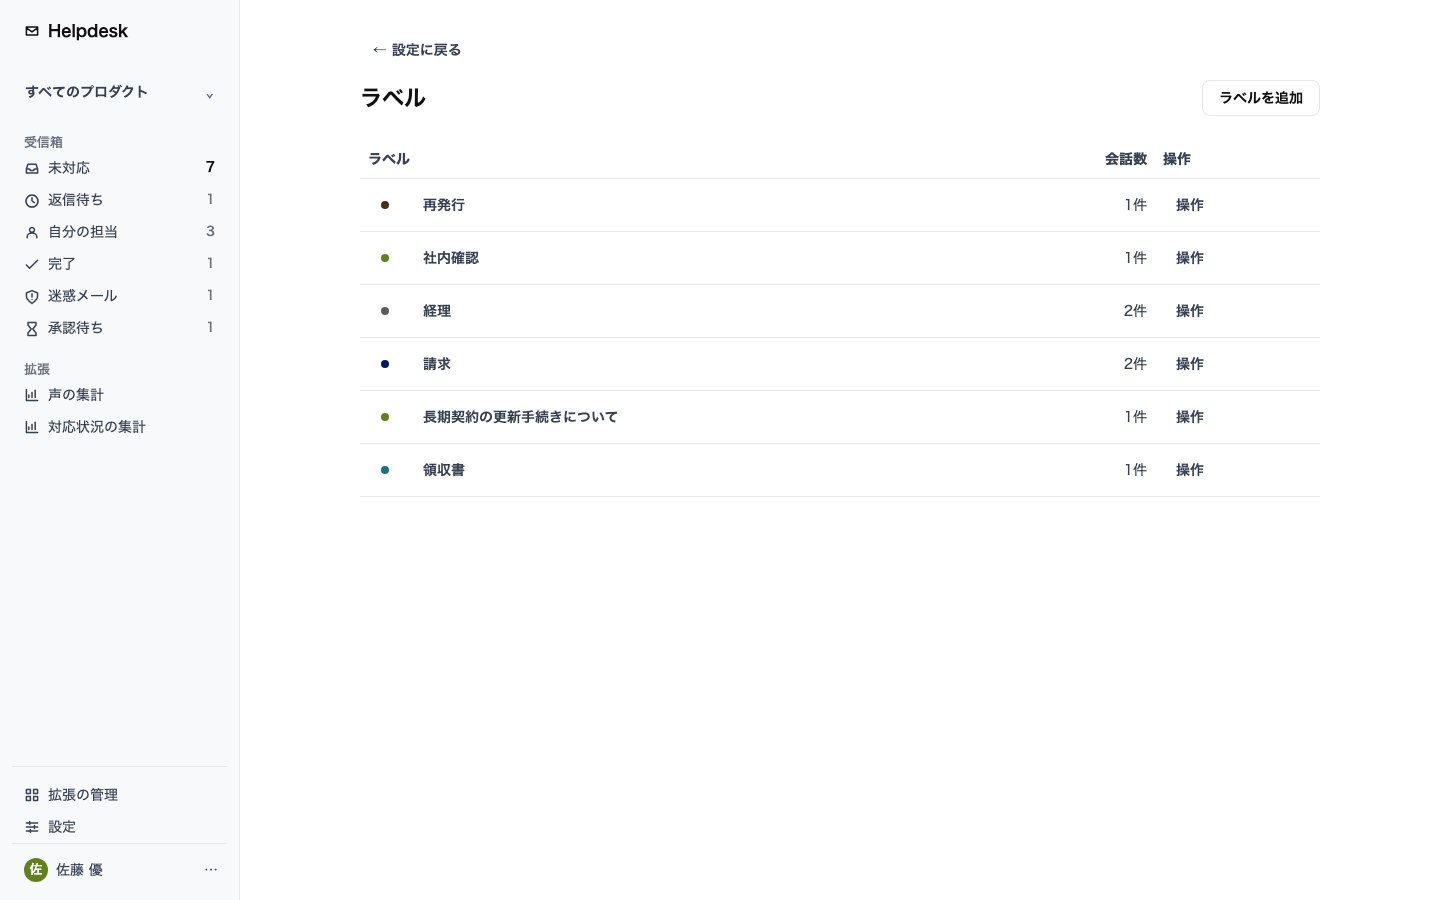 Helpdesk
すべてのプロダクト
受信箱
未対応 7
返信待ち 1
自分の担当 3
完了 1
迷惑メール 1
承認待ち 1
拡張
声の集計
対応状況の集計
拡張の管理
設定
佐 佐藤 優 …
← 設定に戻る
ラベル
ラベルを追加
ラベル 会話数 操作
再発行 1件 操作
社内確認 1件 操作
経理 2件 操作
請求 2件 操作
長期契約の更新手続きについて 1件 操作
領収書 1件 操作